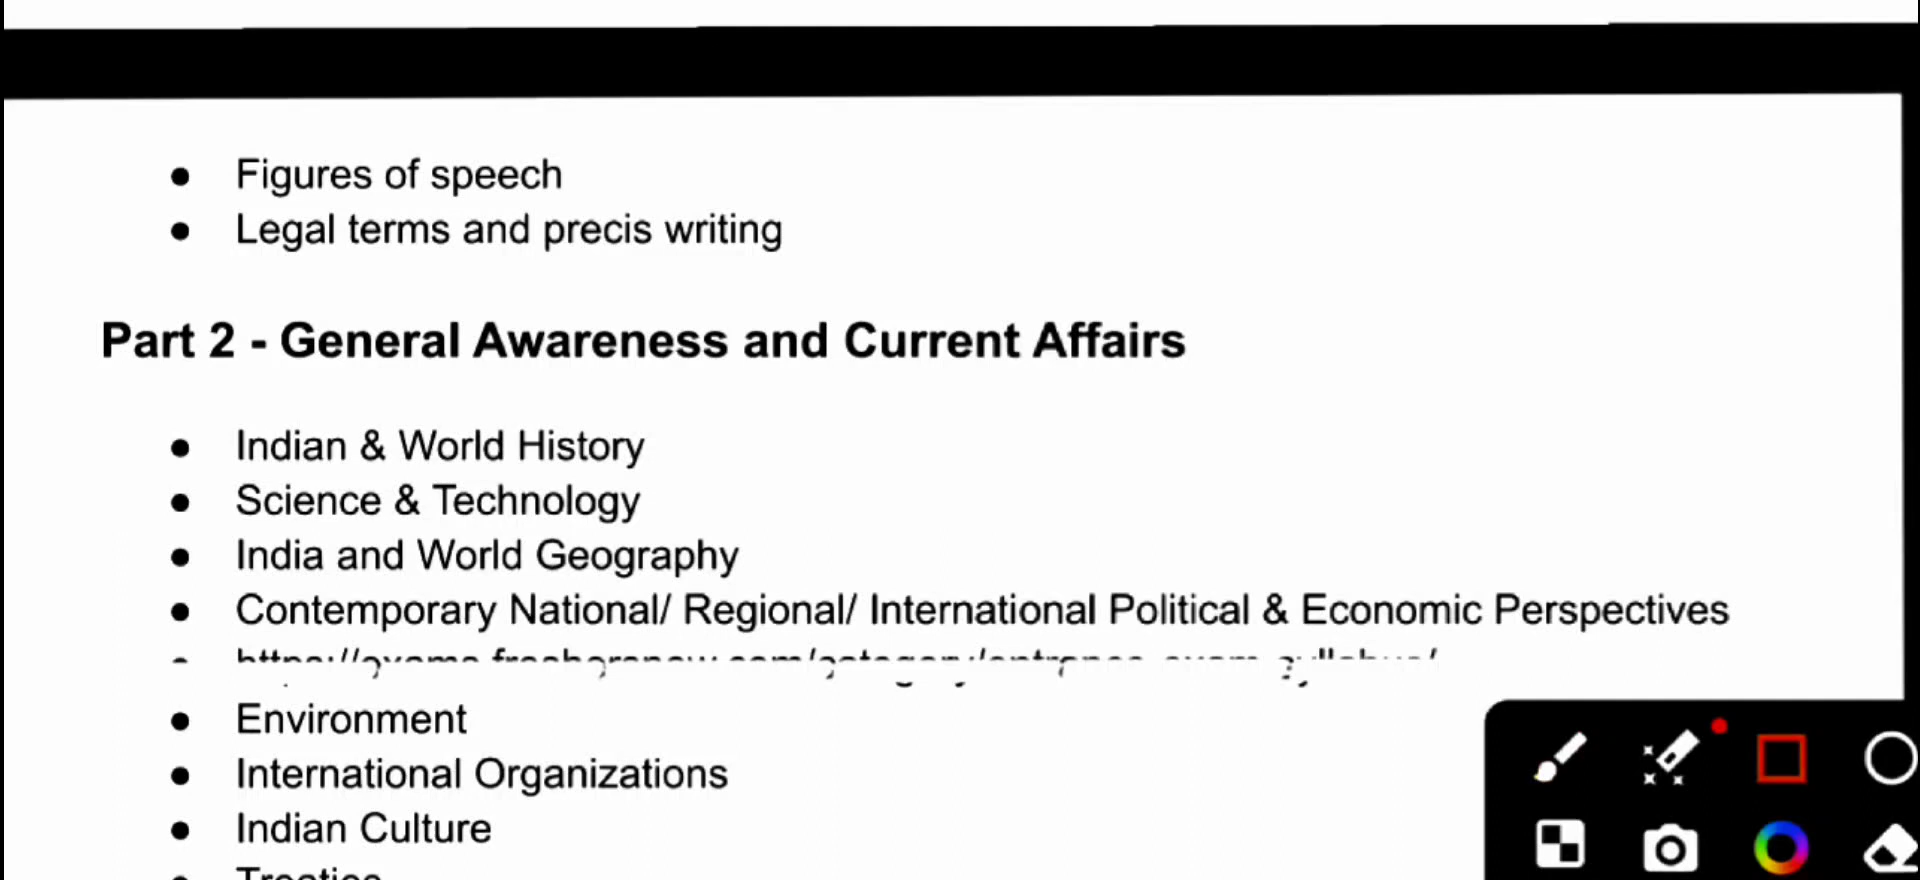 Figures of speech
Legal terms and precis writing
Part 2 - General Awareness and Current Affairs
Indian & World History
Science & Technology
India and World Geography
Contemporary National/ Regional/ International Political & Economic Perspectives
Environment
International Organizations
Indian Culture